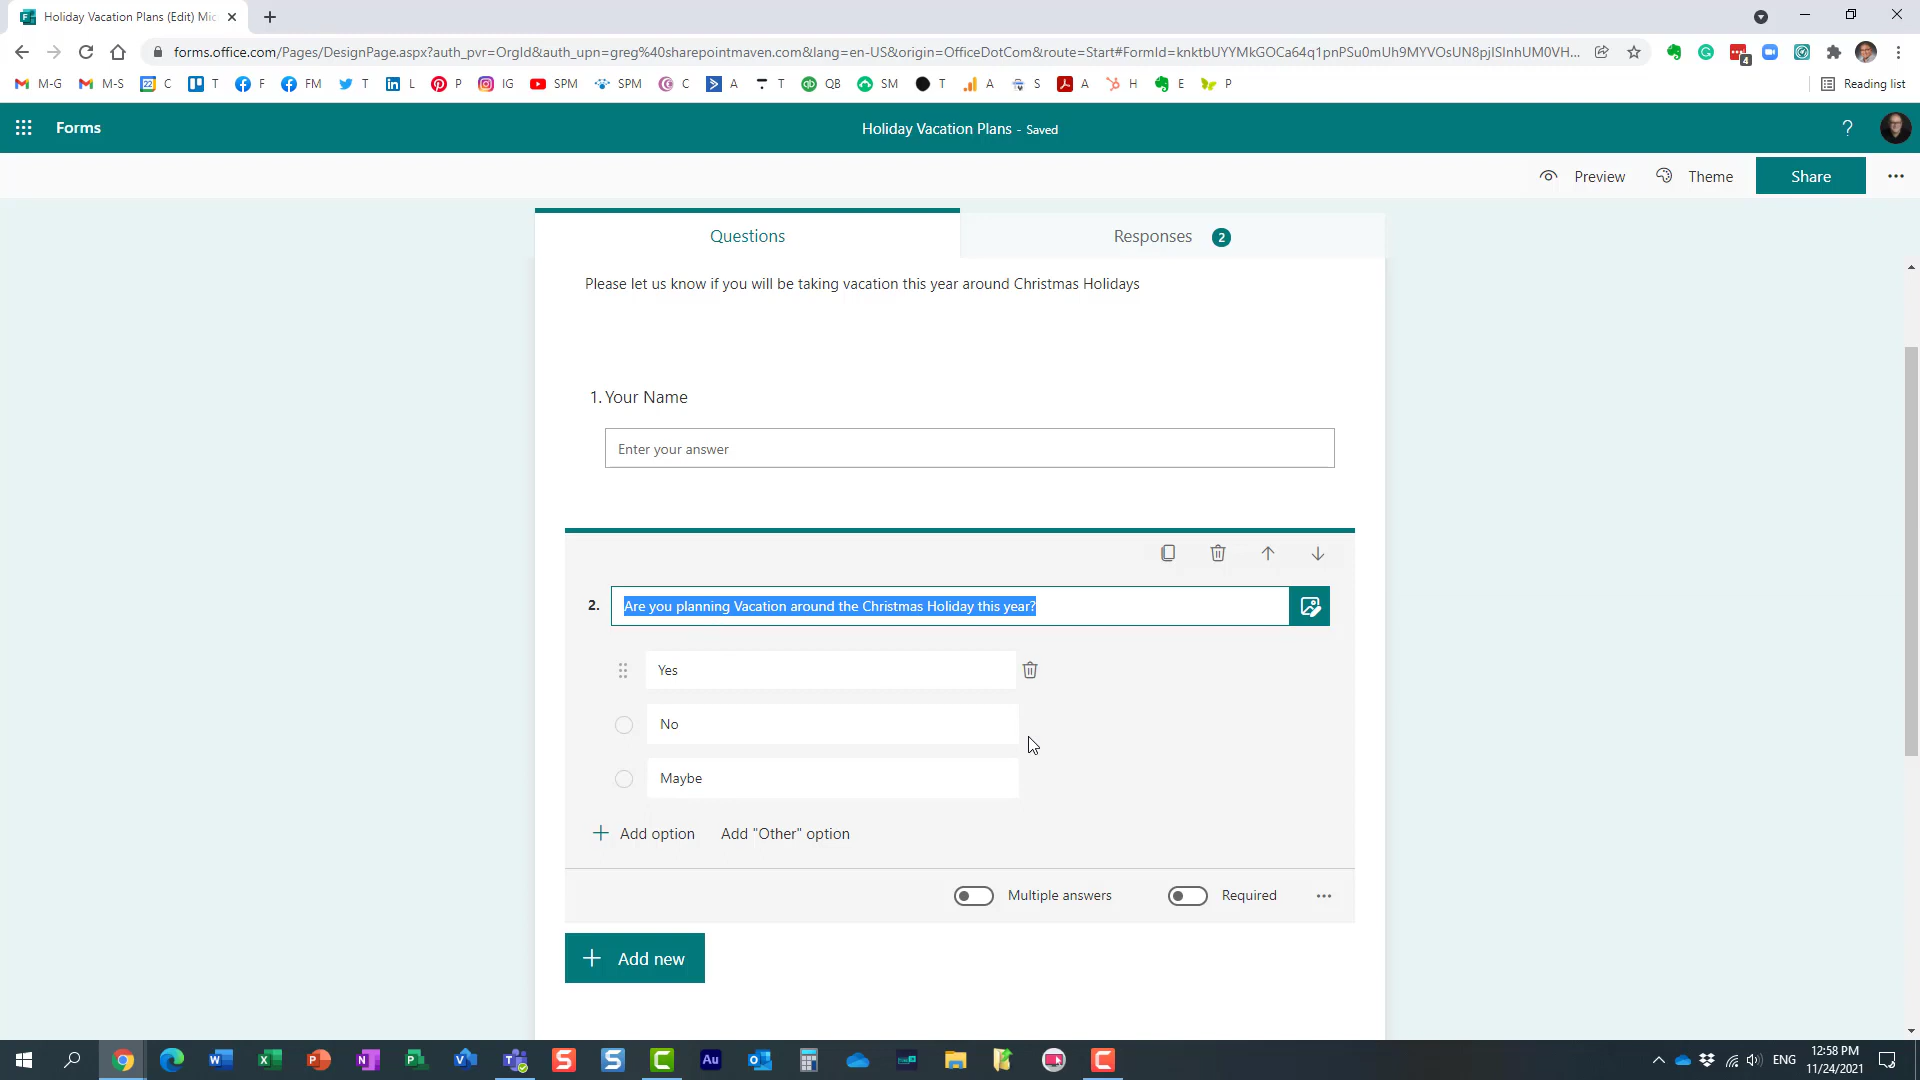 Holiday Vacation Plans (Edit) Mic
forms.office.com/Pages/DesignPage.aspx?auth_pvr=OrgId&auth_upn=greg%40sharepointmaven.com&lang=en-US&origin=OfficeDotCom&route=Start#FormId=knktbUYYMkGOCa64q1pnPSu0mUh9MYVOsUN8pjISlnhUM0VH...
4
M-G M-S 22 C T F FM T L P IG SPM SPM C A T QB SM T A S A H E P Reading list
Forms
Holiday Vacation Plans - Saved
?
Preview
Theme
Share
Questions
Responses 2
Please let us know if you will be taking vacation this year around Christmas Holidays
1. Your Name
Enter your answer
2. Are you planning Vacation around the Christmas Holiday this year?
Yes
No
Maybe
Add option Add "Other" option
Multiple answers Required
Add new
Au
ENG
12:58 PM
11/24/2021